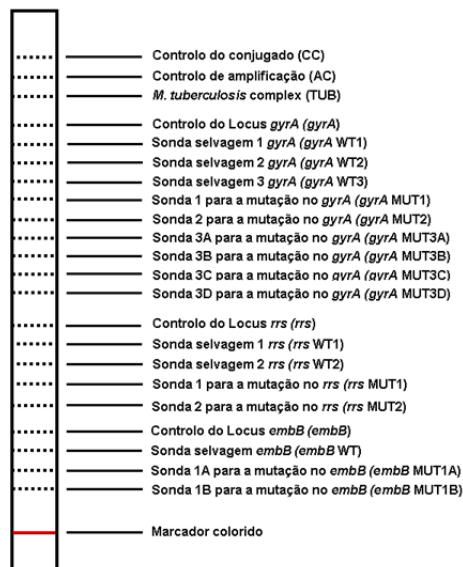 Controlo do conjugado (CC)
Controlo de amplificação (AC)
M. tuberculosis complex (TUB)
Controlo do Locus gyrA (gyrA)
Sonda selvagem 1 gyrA (gyrA WT1)
Sonda selvagem 2 gyrA (gyrA WT2)
Sonda selvagem 3 gyrA (gyrA WT3)
Sonda 1 para a mutação no gyrA (gyrA MUT1)
Sonda 2 para a mutação no gyrA (gyrA MUT2)
Sonda 3A para a mutação no gyrA (gyrA MUT3A)
Sonda 3B para a mutação no gyrA (gyrA MUT3B)
Sonda 3C para a mutação no gyrA (gyrA MUT3C)
Sonda 3D para a mutação no gyrA (gyrA MUT3D)
Controlo do Locus rrs (rrs)
Sonda selvagem 1 rrs (rrs WT1)
Sonda selvagem 2 rrs (rrs WT2)
Sonda 1 para a mutação no rrs (rrs MUT1)
Sonda 2 para a mutação no rrs (rrs MUT2)
Controlo do Locus embB (embB)
Sonda selvagem embB (embB WT)
Sonda 1A para a mutação no embB (embB MUT1A)
Sonda 1B para a mutação no embB (embB MUT1B)
Marcador colorido